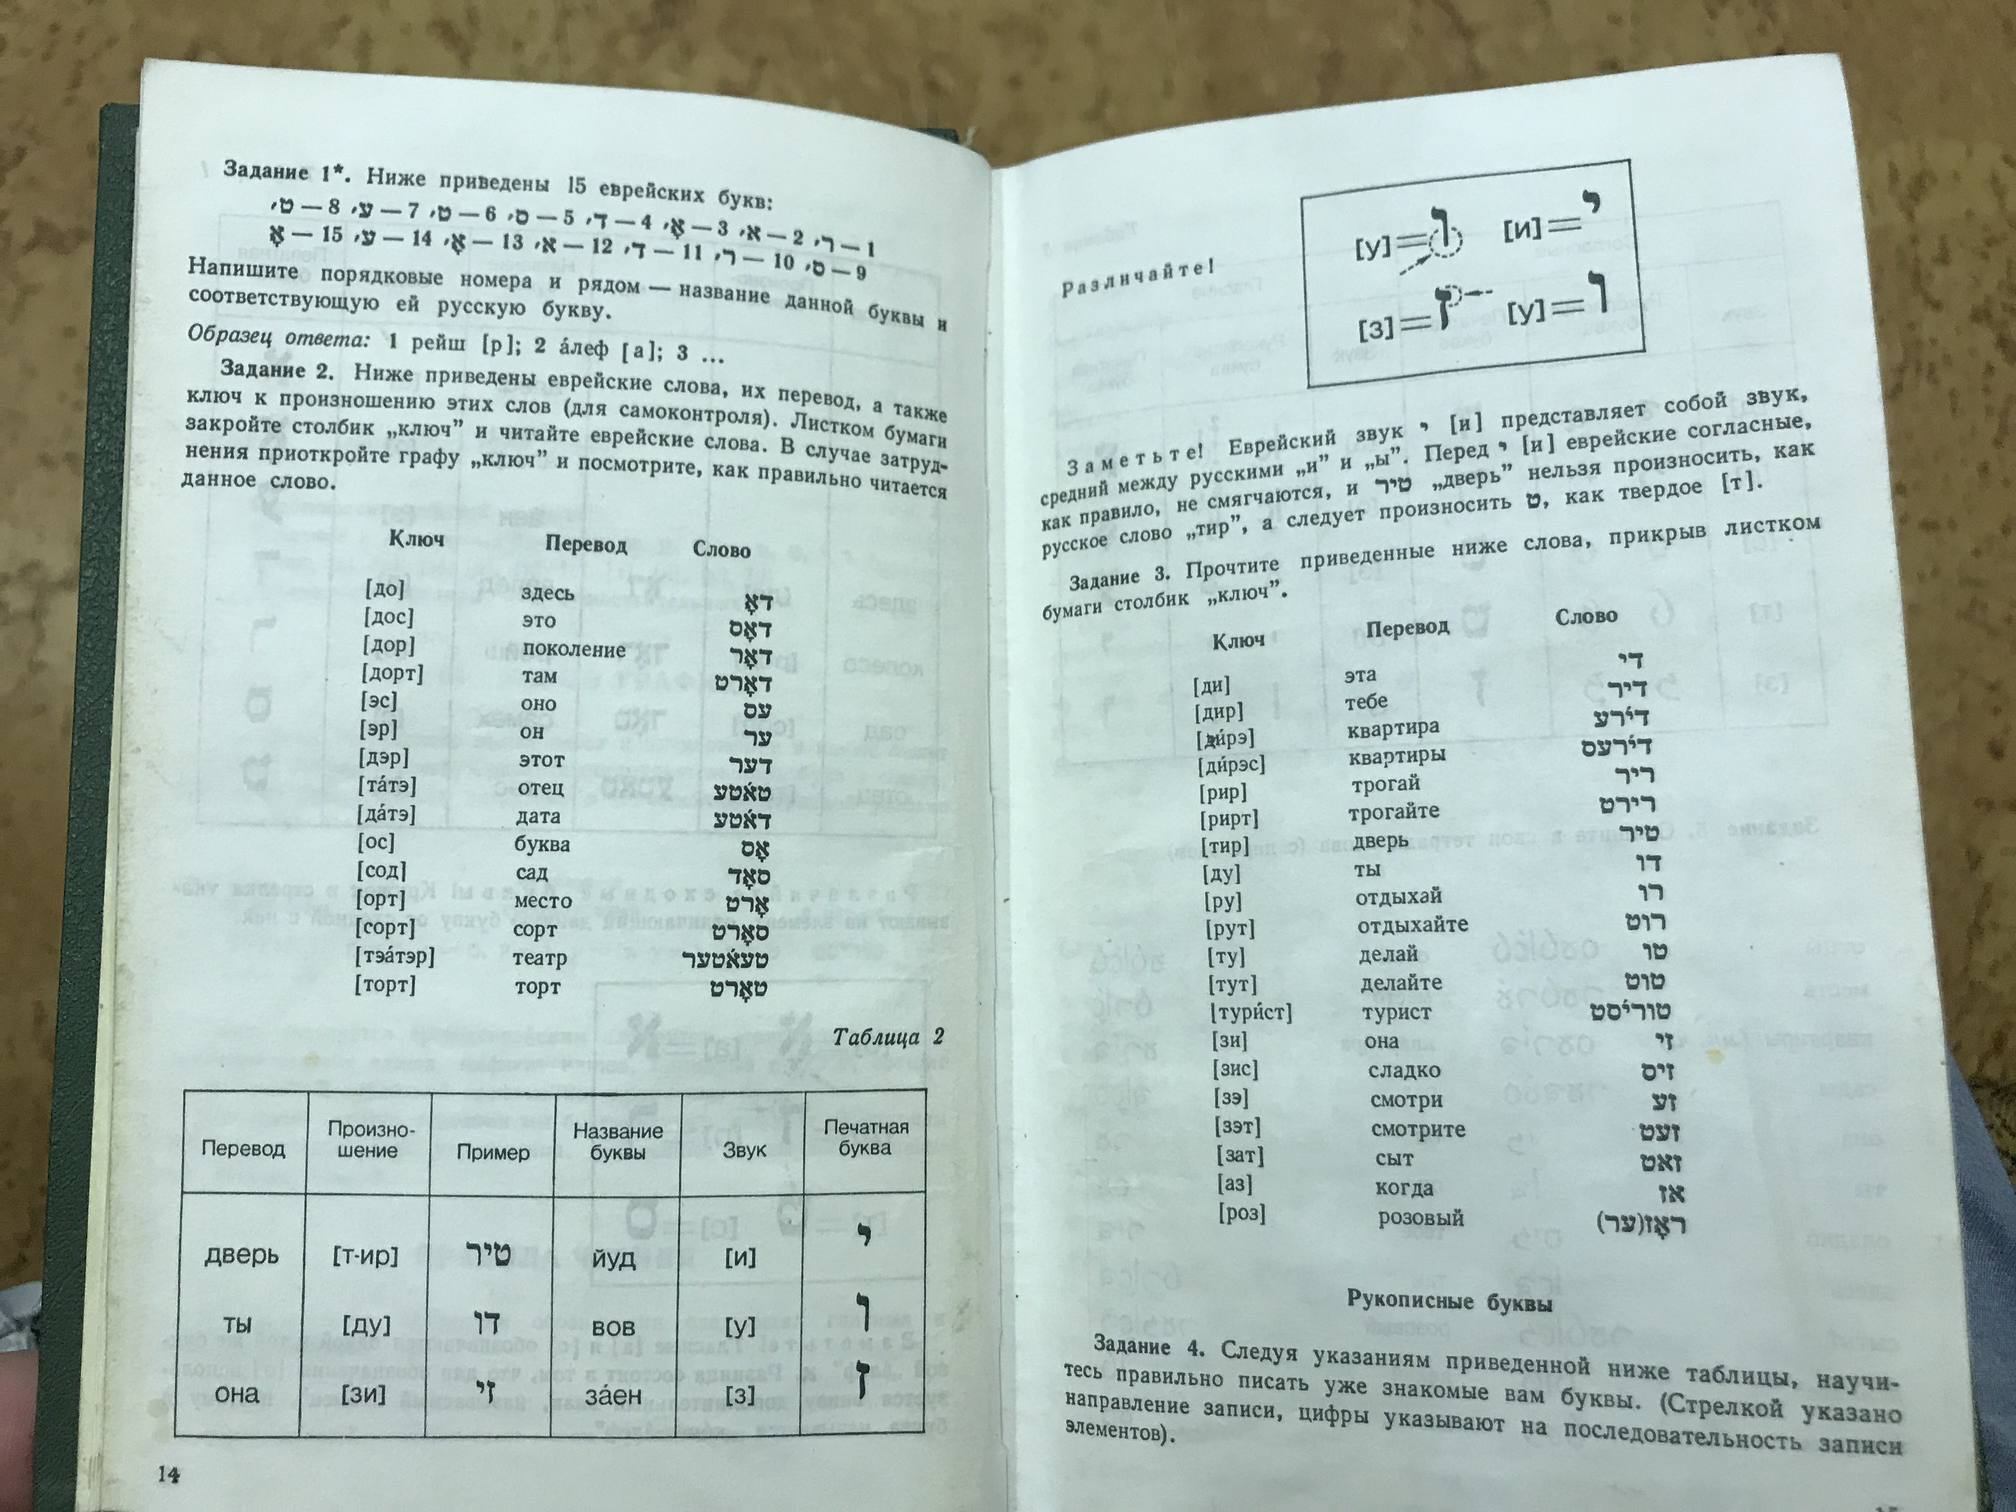 Задание 1*. Ниже приведены 15 еврейских букв:
1 — ר, 2 — א, 3 — אָ, 4 — ד, 5 — ס, 6 — ט, 7 — ע, 8 — ט,
9 — ס, 10 — ר, 11 — ד, 12 — א, 13 — אָ, 14 — ע, 15 — אָ
Напишите порядковые номера и рядом — название данной буквы и
соответствующую ей русскую букву.
Образец ответа: 1 рейш [р]; 2 áлеф [а]; 3 ...
Задание 2. Ниже приведены еврейские слова, их перевод, а также
ключ к произношению этих слов (для самоконтроля). Листком бумаги
закройте столбик „ключ” и читайте еврейские слова. В случае затруд-
нения приоткройте графу „ключ” и посмотрите, как правильно читается
данное слово.
Ключ Перевод Слово
[до] здесь דאָ
[дос] это דאָס
[дор] поколение דאָר
[дорт] там דאָרט
[эс] оно עס
[эр] он ער
[дэр] этот דער
[тáтэ] отец טאטע
[дáтэ] дата דאטע
[ос] буква אָס
[сод] сад סאָד
[орт] место אָרט
[сорт] сорт סאָרט
[тэáтэр] театр טעאטער
[торт] торт טאָרט
Таблица 2
Перевод Произно-
шение Пример Название
буквы Звук Печатная
буква
дверь [т-ир] טיר йуд [и] י
ты [ду] דו вов [у] ו
она [зи] זי зáен [з] ז
14
Различайте!
[у]=ו [и]=י
[з]=ז [у]=ו
Заметьте! Еврейский звук י [и] представляет собой звук,
средний между русскими „и” и „ы”. Перед י [и] еврейские согласные,
как правило, не смягчаются, и טיר „дверь” нельзя произносить, как
русское слово „тир”, а следует произносить ט, как твердое [т].
Задание 3. Прочтите приведенные ниже слова, прикрыв листком
бумаги столбик „ключ”.
Ключ Перевод Слово
[ди] эта די
[дир] тебе דיר
[дúрэ] квартира דירע
[дúрэс] квартиры דירעס
[рир] трогай ריר
[рирт] трогайте רירט
[тир] дверь טיר
[ду] ты דו
[ру] отдыхай רו
[рут] отдыхайте רוט
[ту] делай טו
[тут] делайте טוט
[турúст] турист טוריסט
[зи] она זי
[зис] сладко זיס
[зэ] смотри זע
[зэт] смотрите זעט
[зат] сыт זאט
[аз] когда אז
[роз] розовый ראָז(ער)
Рукописные буквы
Задание 4. Следуя указаниям приведенной ниже таблицы, научи-
тесь правильно писать уже знакомые вам буквы. (Стрелкой указано
направление записи, цифры указывают на последовательность записи
элементов).